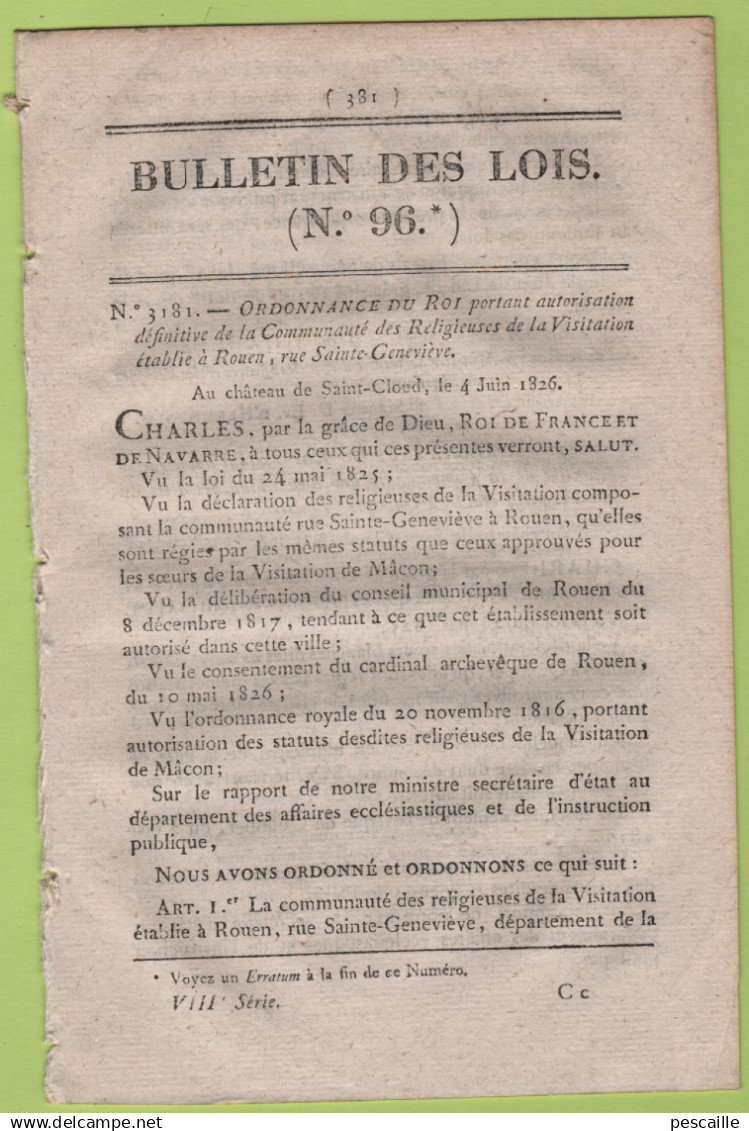 ( 381 )
BULLETIN DES LOIS.
(N.º 96.*)
N.º 3181. — ORDONNANCE DU ROI portant autorisation
définitive de la Communauté des Religieuses de la Visitation
établie à Rouen, rue Sainte-Geneviève.
Au château de Saint-Cloud, le 4 Juin 1826.
CHARLES, par la grâce de Dieu, ROI DE FRANCE ET
DE NAVARRE, à tous ceux qui ces présentes verront, SALUT.
Vu la loi du 24 mai 1825;
Vu la déclaration des religieuses de la Visitation compo-
sant la communauté rue Sainte-Geneviève à Rouen, qu'elles
sont régies par les mêmes statuts que ceux approuvés pour
les sœurs de la Visitation de Mâcon;
Vu la délibération du conseil municipal de Rouen du
8 décembre 1817, tendant à ce que cet établissement soit
autorisé dans cette ville;
Vu le consentement du cardinal archevêque de Rouen,
du 10 mai 1826;
Vu l'ordonnance royale du 20 novembre 1816, portant
autorisation des statuts desdites religieuses de la Visitation
de Mâcon;
Sur le rapport de notre ministre secrétaire d'état au
département des affaires ecclésiastiques et de l'instruction
publique,
NOUS AVONS ORDONNÉ et ORDONNONS ce qui suit :
ART. 1.er La communauté des religieuses de la Visitation
établie à Rouen, rue Sainte-Geneviève, département de la
* Voyez un Erratum à la fin de ce Numéro.
VIIIe Série.
C c
pescaille